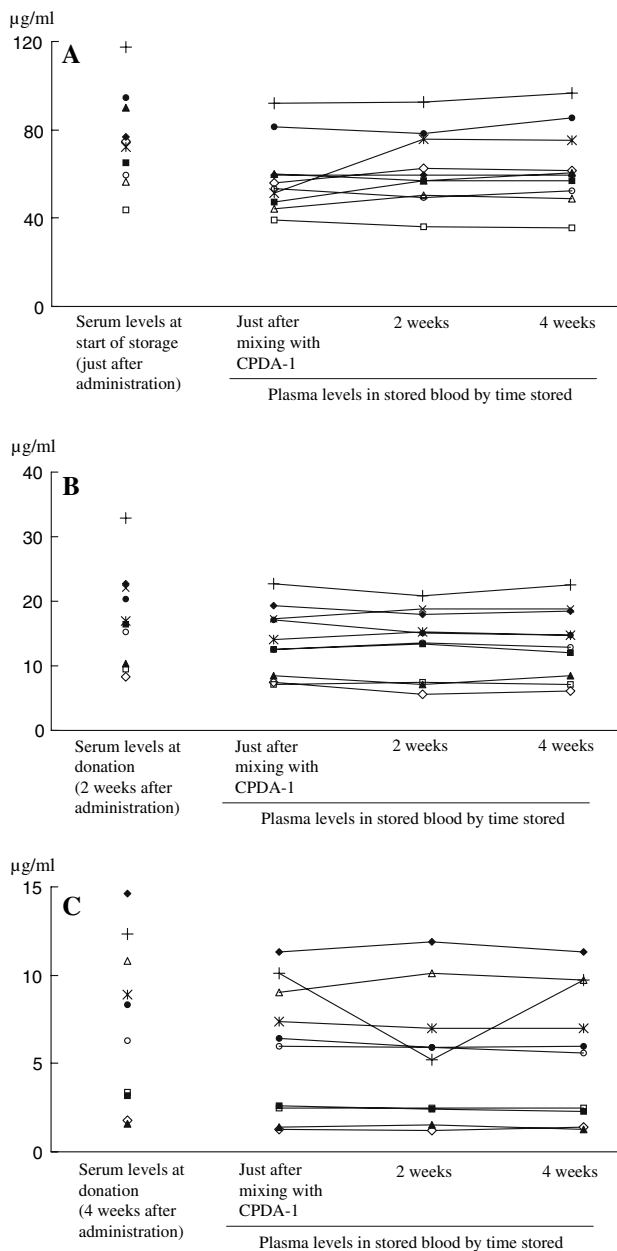 µg/ml
120
A
80
40
0
Serum levels at
start of storage
(just after
administration)
Just after
mixing with
CPDA-1
2 weeks
4 weeks
Plasma levels in stored blood by time stored
µg/ml
40
B
30
20
10
0
Serum levels at
donation
(2 weeks after
administration)
Just after
mixing with
CPDA-1
2 weeks
4 weeks
Plasma levels in stored blood by time stored
µg/ml
15
C
10
5
0
Serum levels at
donation
(4 weeks after
administration)
Just after
mixing with
CPDA-1
2 weeks
4 weeks
Plasma levels in stored blood by time stored